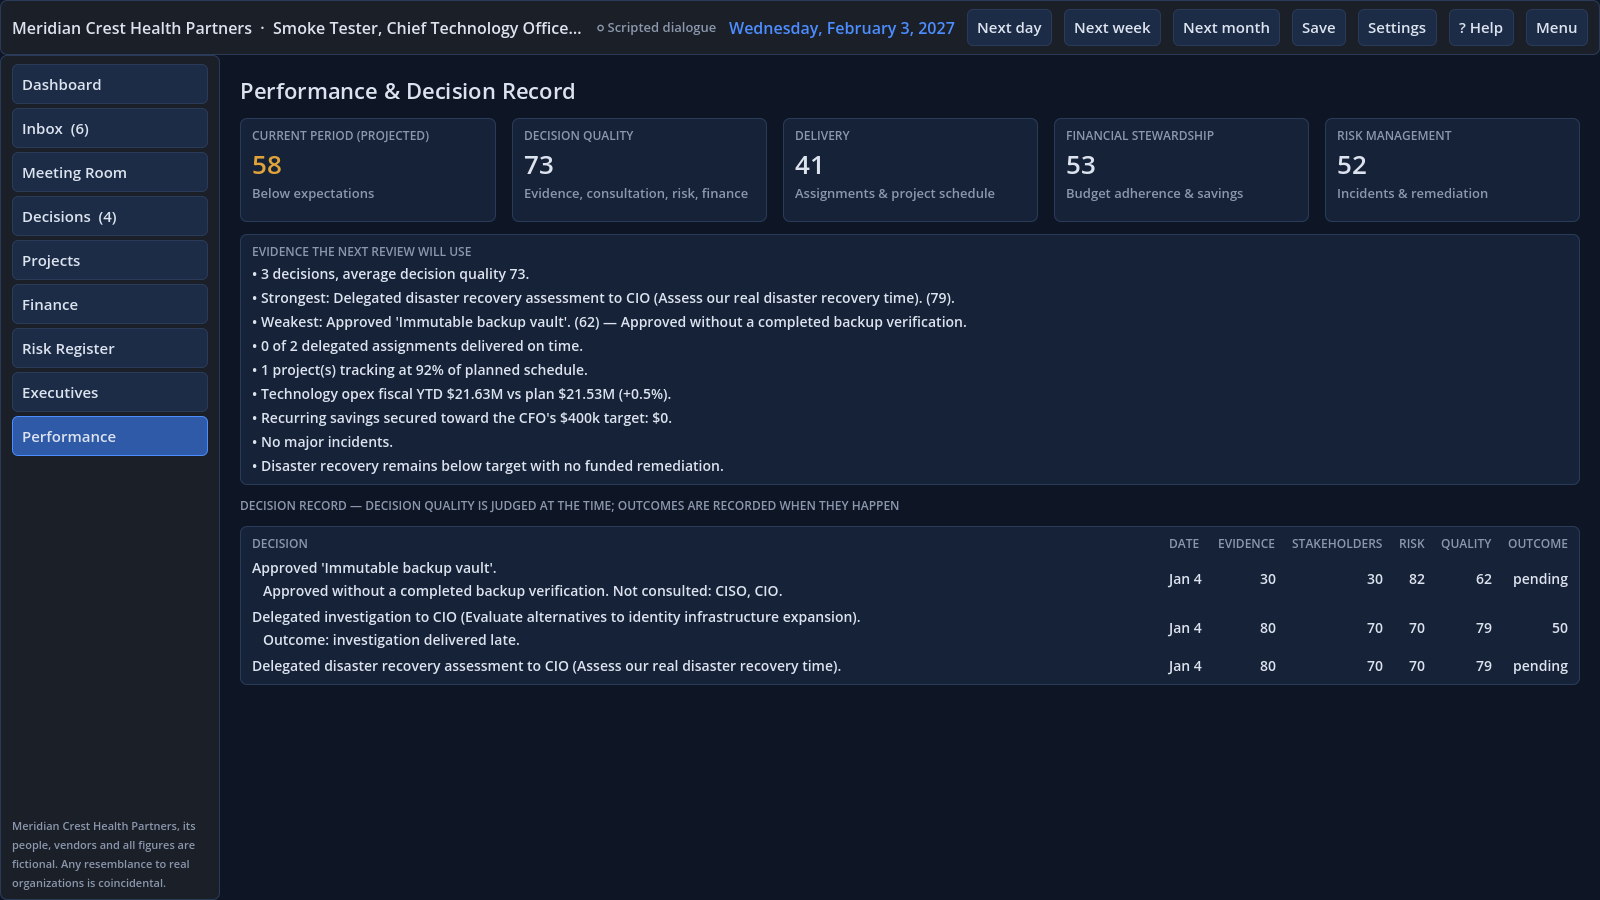 Meridian Crest Health Partners · Smoke Tester, Chief Technology Office...
Scripted dialogue
Wednesday, February 3, 2027
Next day
Next week
Next month
Save
Settings
? Help
Menu
Dashboard
Inbox (6)
Meeting Room
Decisions (4)
Projects
Finance
Risk Register
Executives
Performance
Meridian Crest Health Partners, its
people, vendors and all figures are
fictional. Any resemblance to real
organizations is coincidental.
Performance & Decision Record
CURRENT PERIOD (PROJECTED)
58
Below expectations
DECISION QUALITY
73
Evidence, consultation, risk, finance
DELIVERY
41
Assignments & project schedule
FINANCIAL STEWARDSHIP
53
Budget adherence & savings
RISK MANAGEMENT
52
Incidents & remediation
EVIDENCE THE NEXT REVIEW WILL USE
• 3 decisions, average decision quality 73.
• Strongest: Delegated disaster recovery assessment to CIO (Assess our real disaster recovery time). (79).
• Weakest: Approved 'Immutable backup vault'. (62) — Approved without a completed backup verification.
• 0 of 2 delegated assignments delivered on time.
• 1 project(s) tracking at 92% of planned schedule.
• Technology opex fiscal YTD $21.63M vs plan $21.53M (+0.5%).
• Recurring savings secured toward the CFO's $400k target: $0.
• No major incidents.
• Disaster recovery remains below target with no funded remediation.
DECISION RECORD — DECISION QUALITY IS JUDGED AT THE TIME; OUTCOMES ARE RECORDED WHEN THEY HAPPEN
DECISION DATE EVIDENCE STAKEHOLDERS RISK QUALITY OUTCOME
Approved 'Immutable backup vault'.
Approved without a completed backup verification. Not consulted: CISO, CIO.
Jan 4 30 30 82 62 pending
Delegated investigation to CIO (Evaluate alternatives to identity infrastructure expansion).
Outcome: investigation delivered late.
Jan 4 80 70 70 79 50
Delegated disaster recovery assessment to CIO (Assess our real disaster recovery time). Jan 4 80 70 70 79 pending